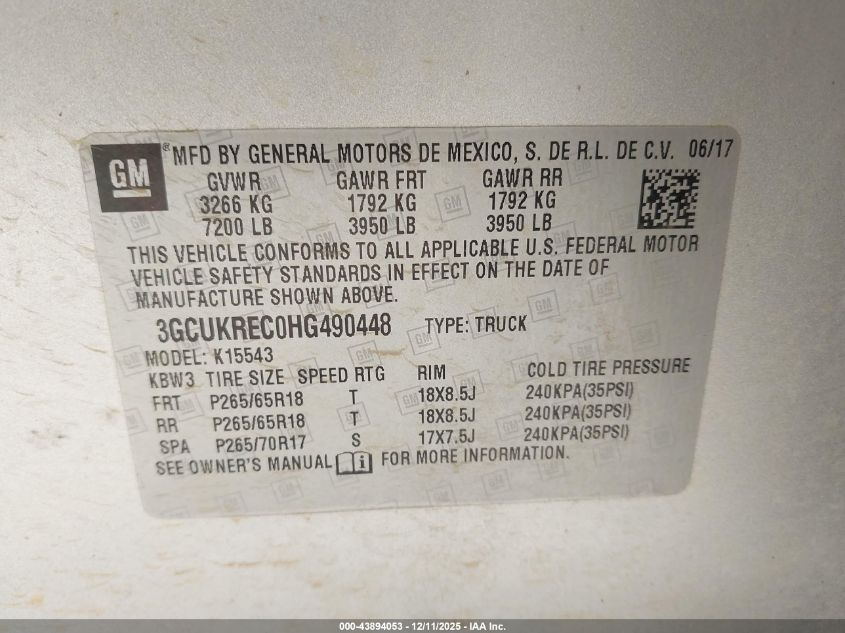 GM ® MFD BY GENERAL MOTORS DE MEXICO, S. DE R.L. DE C.V. 06/17
GVWR GAWR FRT GAWR RR
3266 KG 1792 KG 1792 KG
7200 LB 3950 LB 3950 LB
THIS VEHICLE CONFORMS TO ALL APPLICABLE U.S. FEDERAL MOTOR
VEHICLE SAFETY STANDARDS IN EFFECT ON THE DATE OF
MANUFACTURE SHOWN ABOVE.
3GCUKREC0HG490448 TYPE: TRUCK
MODEL: K15543
KBW3 TIRE SIZE SPEED RTG RIM COLD TIRE PRESSURE
FRT P265/65R18 T 18X8.5J 240KPA(35PSI)
RR P265/65R18 T 18X8.5J 240KPA(35PSI)
SPA P265/70R17 S 17X7.5J 240KPA(35PSI)
SEE OWNER'S MANUAL i FOR MORE INFORMATION.
000-43894053 - 12/11/2025 - IAA Inc.